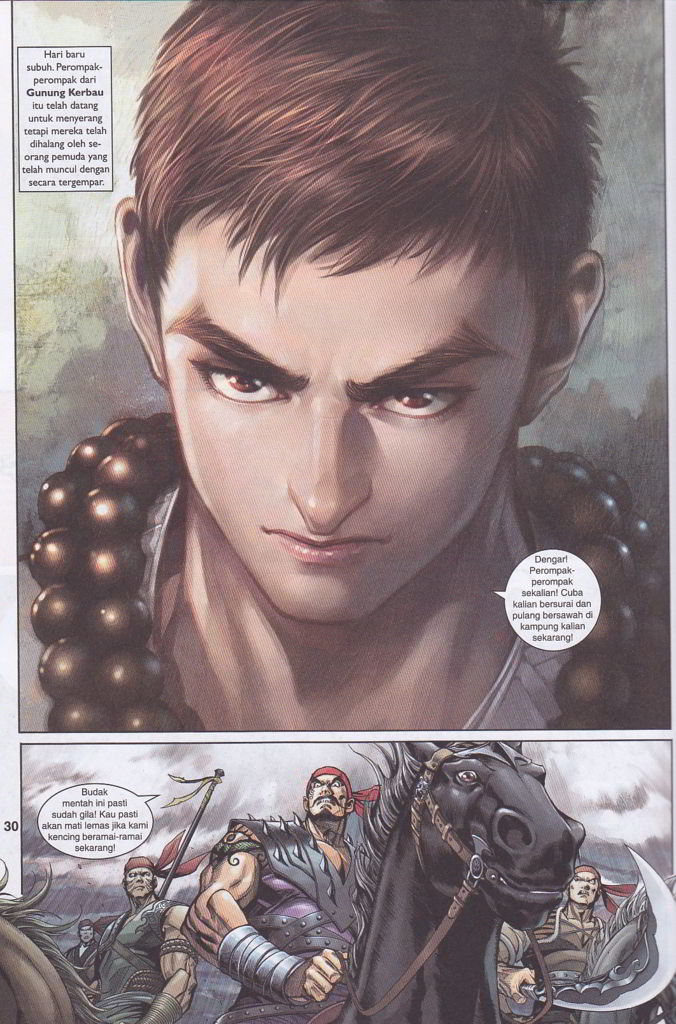 Hari baru
subuh. Perompak-
perompak dari
Gunung Kerbau
itu telah datang
untuk menyerang
tetapi mereka telah
dihalang oleh se-
orang pemuda yang
telah muncul dengan
secara tergempar.
Dengar!
Perompak-
perompak
sekalian! Cuba
kalian bersurai dan
pulang bersawah di
kampung kalian
sekarang!
Budak
mentah ini pasti
sudah gila! Kau pasti
akan mati lemas jika kami
kencing beramai-ramai
sekarang!
30